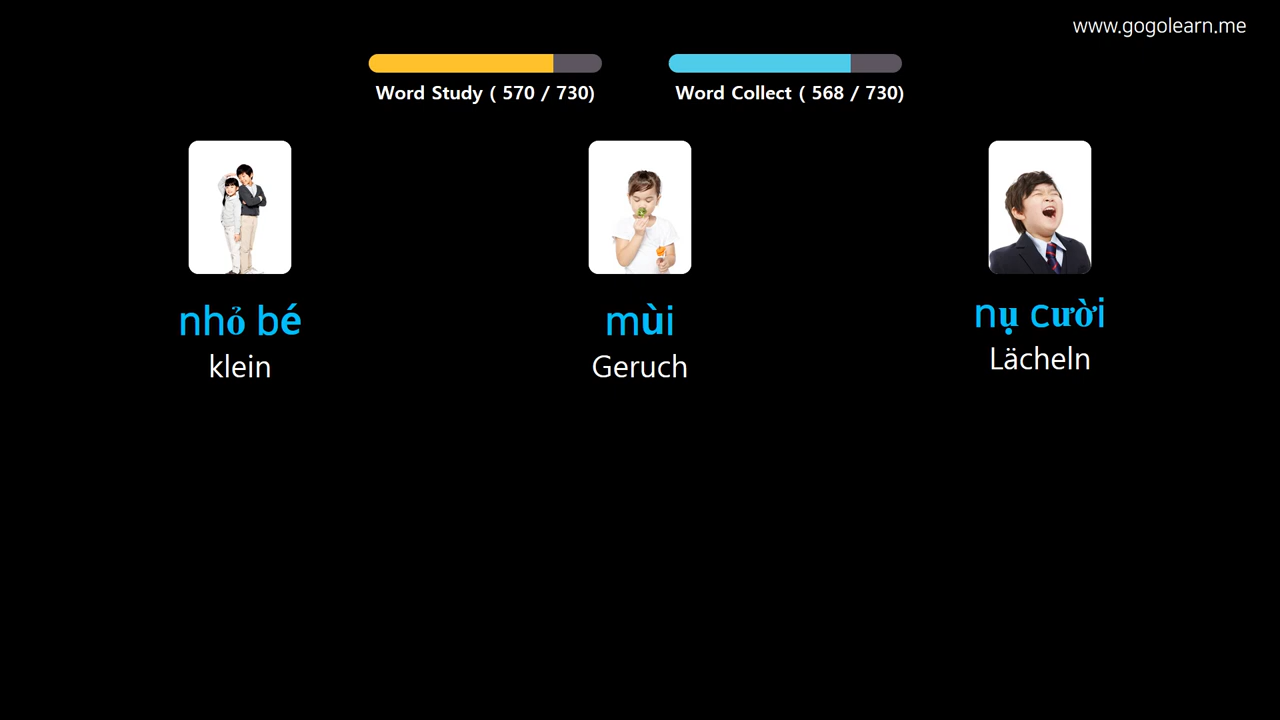 www.gogolearn.me
Word Study ( 570 / 730)
Word Collect ( 568 / 730)
nhỏ bé
klein
mùi
Geruch
nụ cười
Lächeln